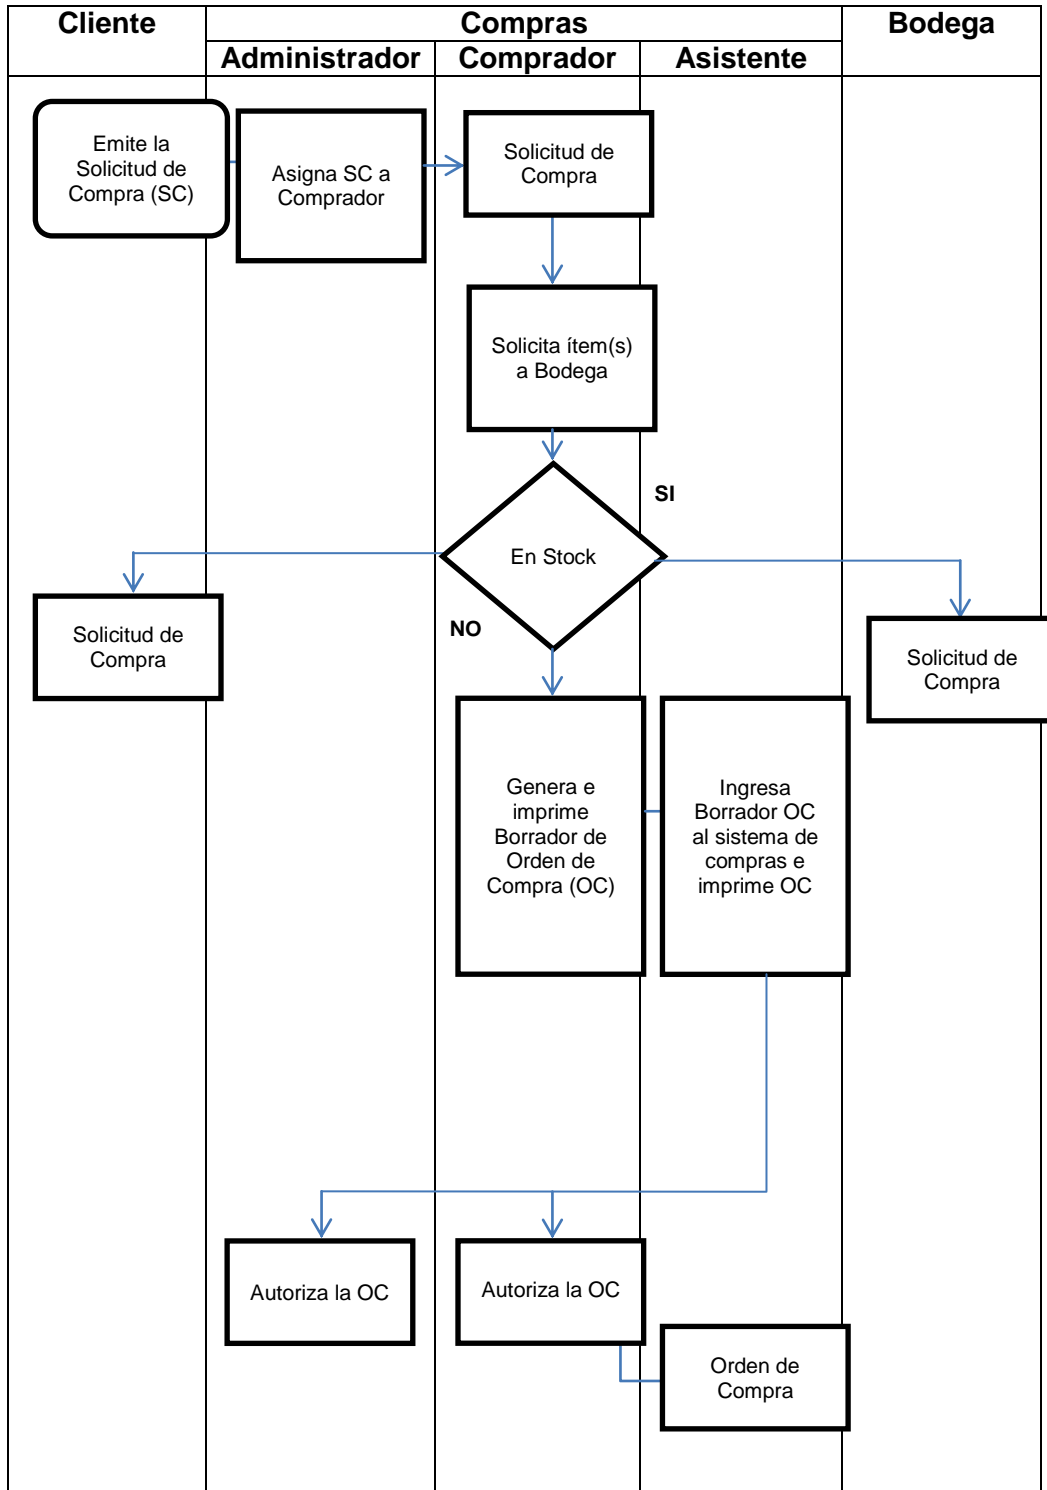 Cliente
Compras
Bodega
Administrador
Comprador
Asistente
Emite la
Solicitud de
Compra (SC)
Asigna SC a
Comprador
Solicitud de
Compra
Solicita ítem(s)
a Bodega
SI
En Stock
NO
Solicitud de
Compra
Solicitud de
Compra
Genera e
imprime
Borrador de
Orden de
Compra (OC)
Ingresa
Borrador OC
al sistema de
compras e
imprime OC
Autoriza la OC
Autoriza la OC
Orden de
Compra